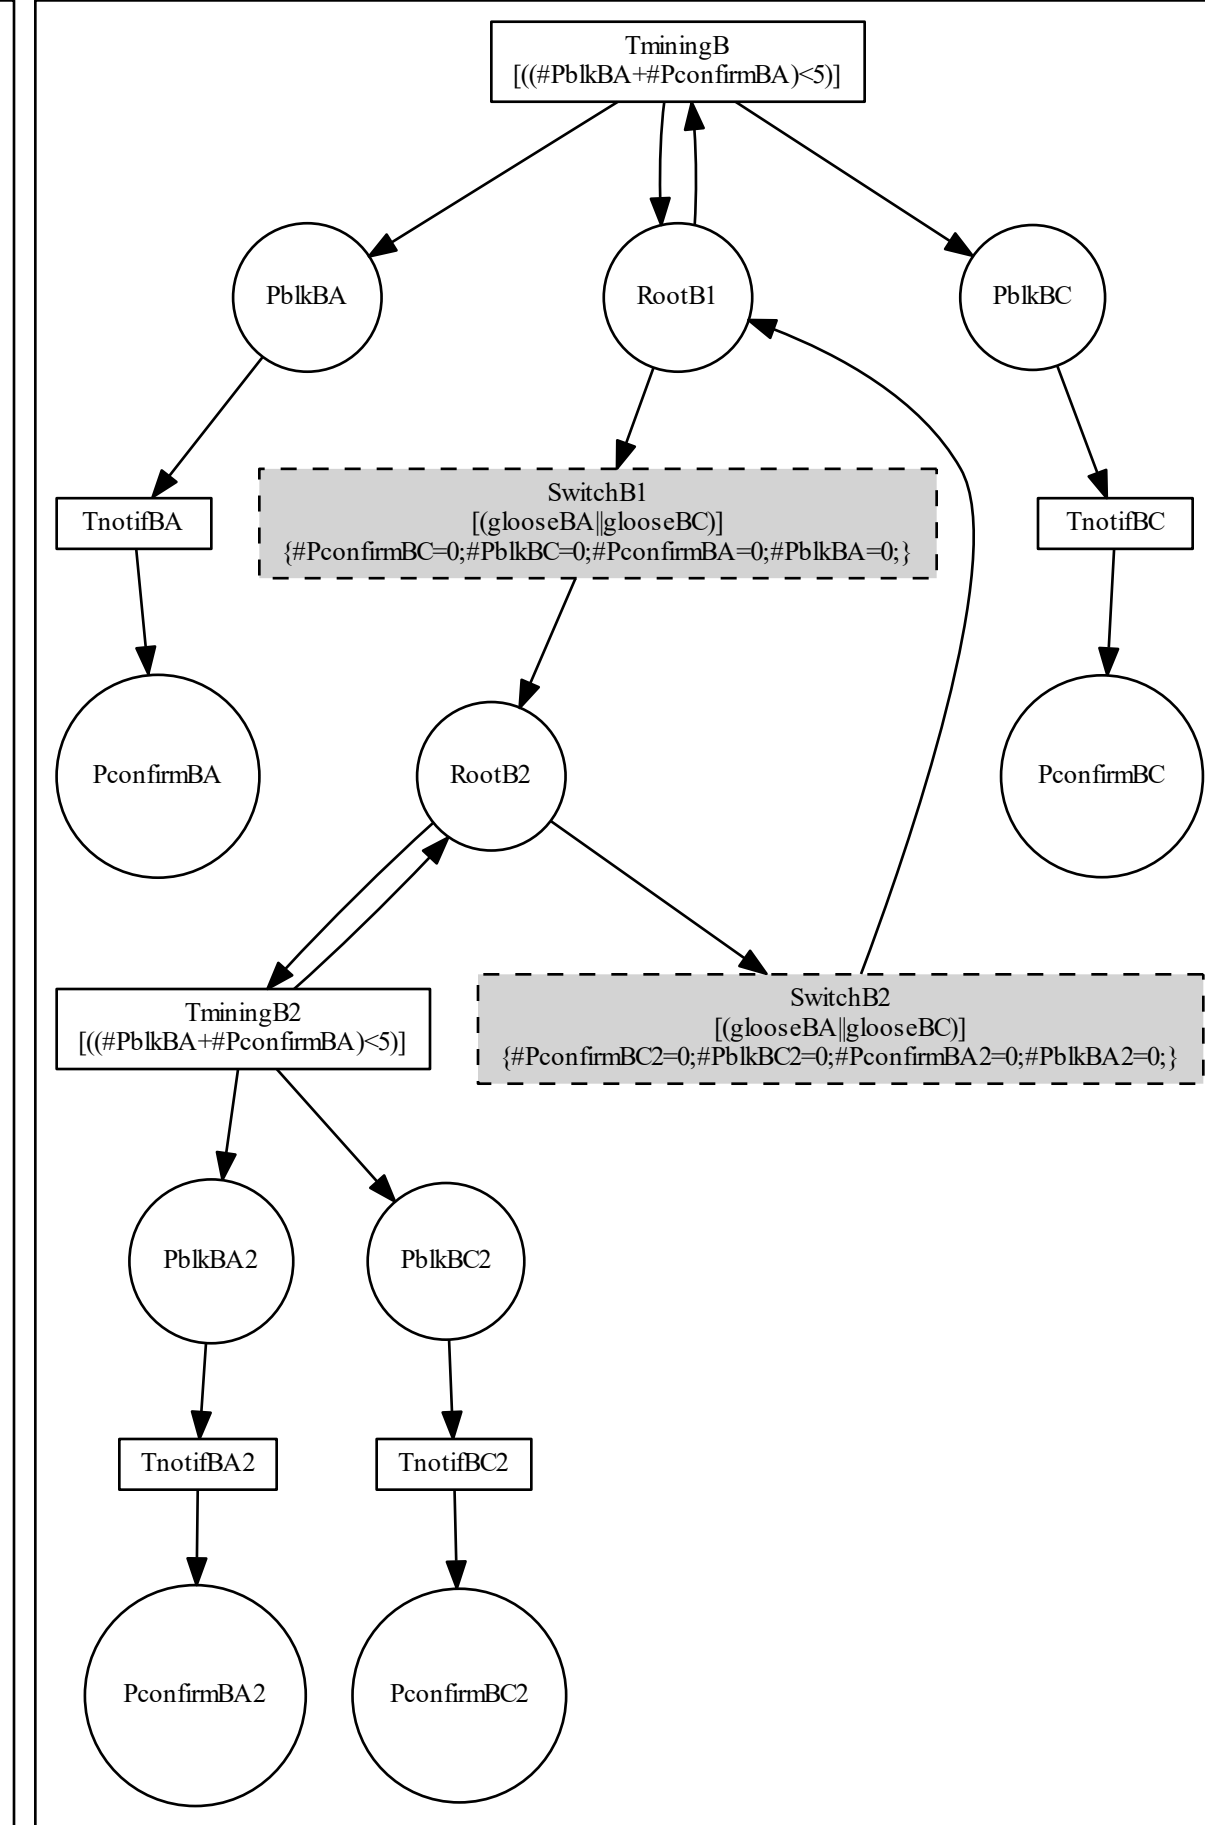 TminingB
[((#PblkBA+#PconfirmBA)<5)]
PblkBA
RootB1
PblkBC
SwitchB1
[(glooseBA||glooseBC)]
{#PconfirmBC=0;#PblkBC=0;#PconfirmBA=0;#PblkBA=0;}
TnotifBA
TnotifBC
PconfirmBA
RootB2
PconfirmBC
TminingB2
[((#PblkBA+#PconfirmBA)<5)]
SwitchB2
[(glooseBA||glooseBC)]
{#PconfirmBC2=0;#PblkBC2=0;#PconfirmBA2=0;#PblkBA2=0;}
PblkBA2
PblkBC2
TnotifBA2
TnotifBC2
PconfirmBA2
PconfirmBC2